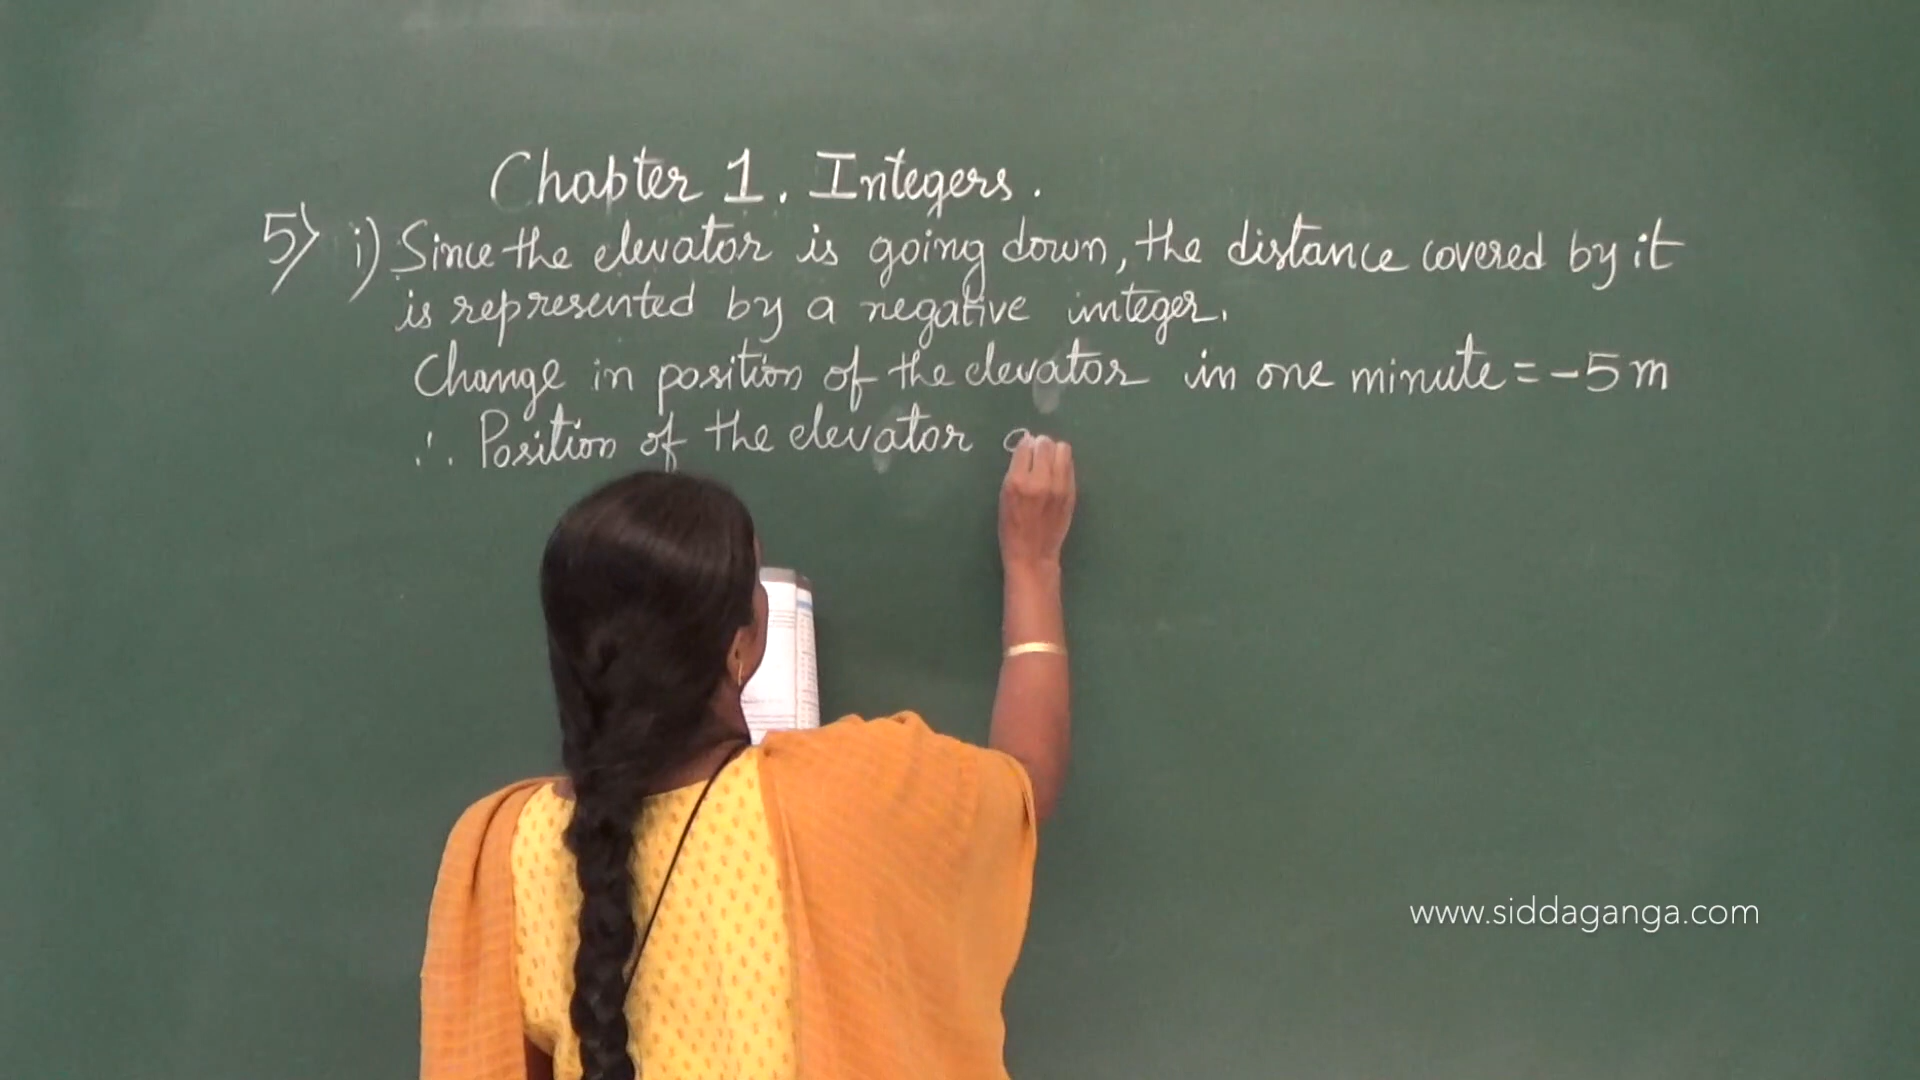 Chapter 1. Integers.
5) i) Since the elevator is going down, the distance covered by it
is represented by a negative integer.
Change in position of the elevator in one minute = -5 m
∴ Position of the elevator
www.siddaganga.com